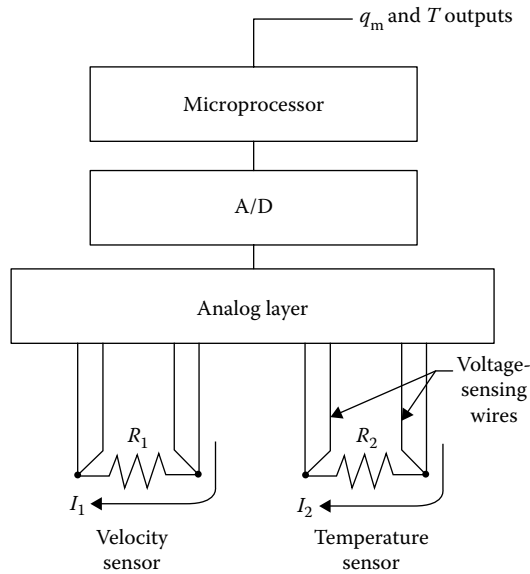 q_m and T outputs
Microprocessor
A/D
Analog layer
Voltage-
sensing
wires
R_1
R_2
I_1
I_2
Velocity
sensor
Temperature
sensor